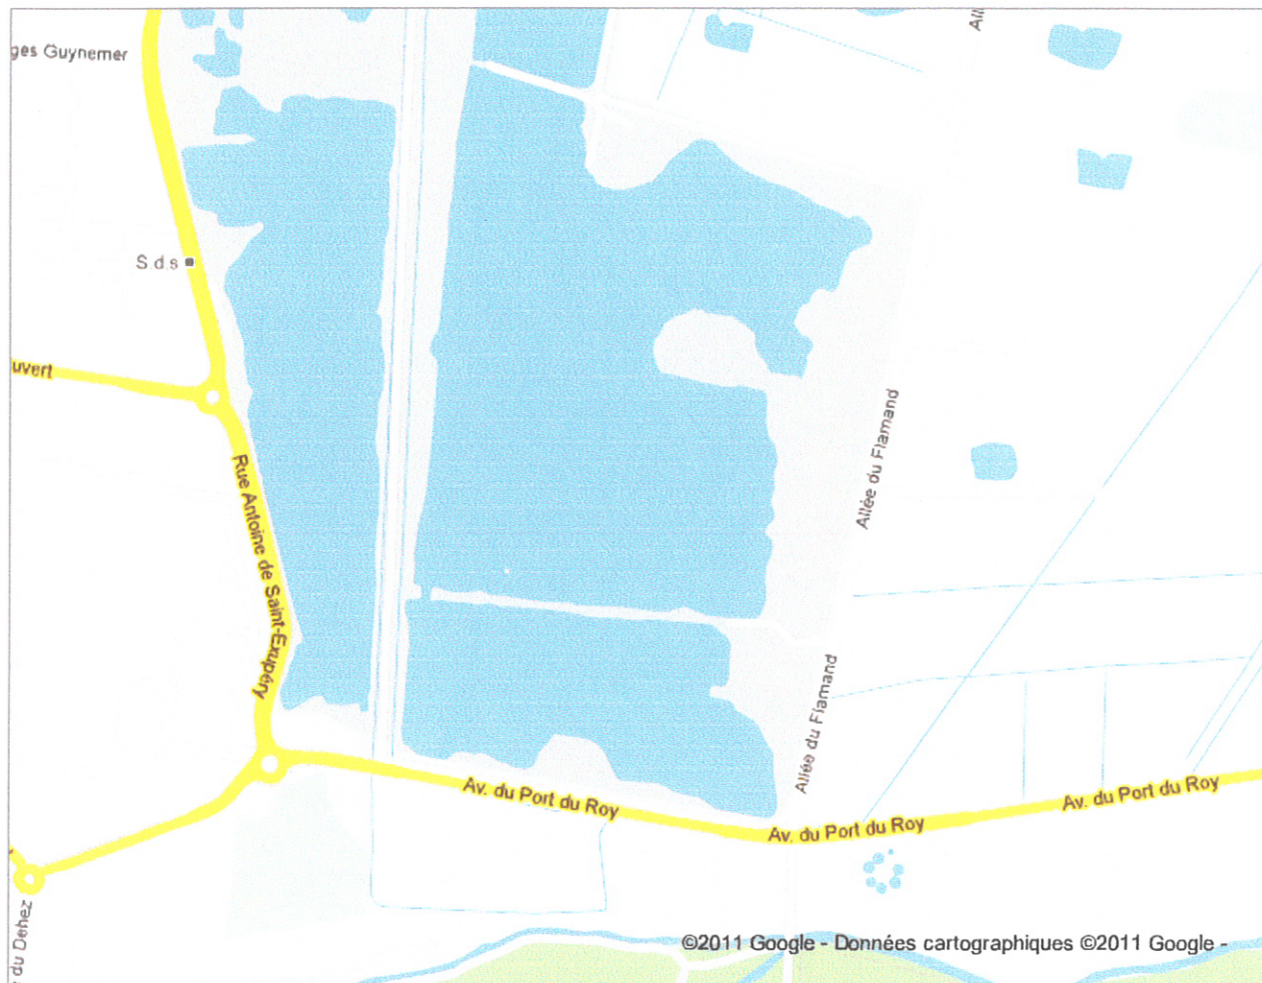 All
ges Guynemer
S.d.s
uvert
Allée du Flamand
Rue Antoine de Saint-Exupéry
Allée du Flamand
Av. du Port du Roy
Av. du Port du Roy
Av. du Port du Roy
du Dehez
©2011 Google - Données cartographiques ©2011 Google -